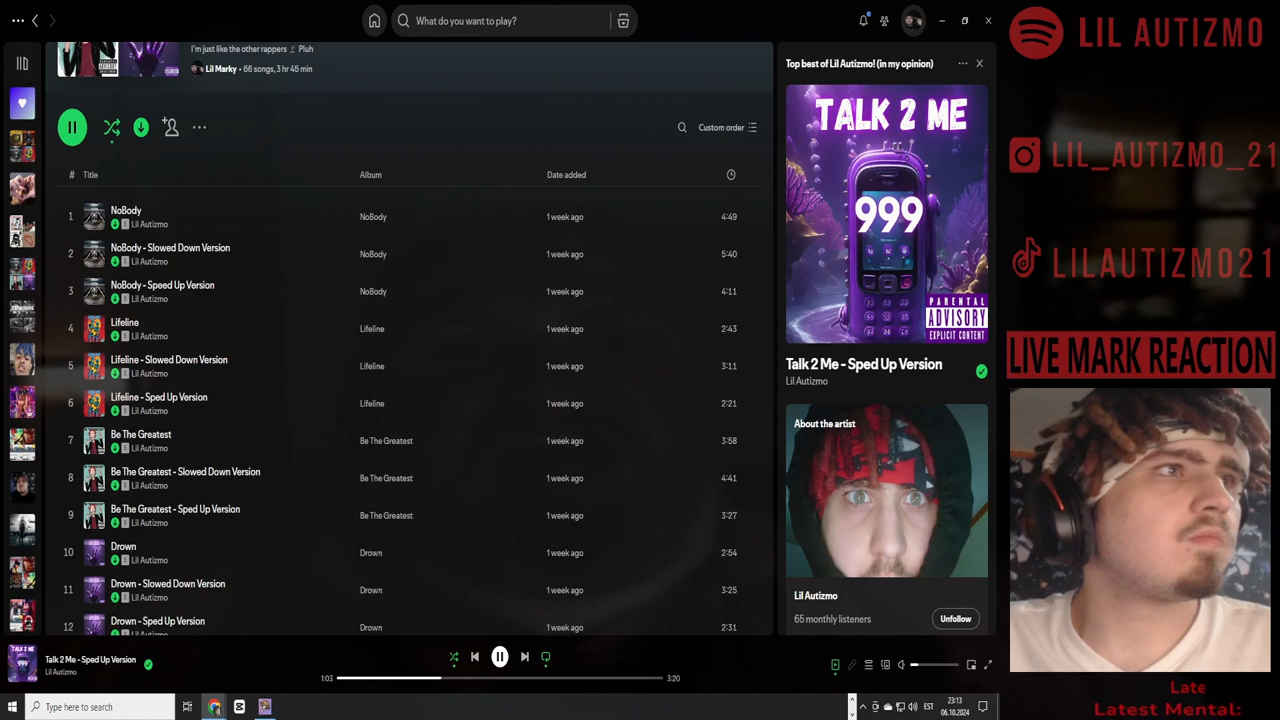 What do you want to play?
I'm just like the other rappers
Pluh
Lil Marky • 66 songs, 3 hr 45 min
Custom order
# Title Album Date added
1 NoBody NoBody 1 week ago 4:49
E Lil Autizmo
2 NoBody - Slowed Down Version NoBody 1 week ago 5:40
E Lil Autizmo
3 NoBody - Speed Up Version NoBody 1 week ago 4:11
E Lil Autizmo
4 Lifeline Lifeline 1 week ago 2:43
E Lil Autizmo
5 Lifeline - Slowed Down Version Lifeline 1 week ago 3:11
E Lil Autizmo
6 Lifeline - Sped Up Version Lifeline 1 week ago 2:21
E Lil Autizmo
7 Be The Greatest Be The Greatest 1 week ago 3:58
E Lil Autizmo
8 Be The Greatest - Slowed Down Version Be The Greatest 1 week ago 4:41
E Lil Autizmo
9 Be The Greatest - Sped Up Version Be The Greatest 1 week ago 3:27
E Lil Autizmo
10 Drown Drown 1 week ago 2:54
E Lil Autizmo
11 Drown - Slowed Down Version Drown 1 week ago 3:25
E Lil Autizmo
12 Drown - Sped Up Version Drown 1 week ago 2:31
Top best of Lil Autizmo! (in my opinion)
TALK 2 ME
999
PARENTAL
ADVISORY
EXPLICIT CONTENT
Talk 2 Me - Sped Up Version
Lil Autizmo
About the artist
Lil Autizmo
65 monthly listeners
Unfollow
TALK 2 ME
999
Talk 2 Me - Sped Up Version
Lil Autizmo
1:03
3:20
Type here to search
EST
23:13
06.10.2024
LIL AUTIZMO
LIL_AUTIZMO_21
LILAUTIZMO21
LIVE MARK REACTION
Late
Latest Mental: